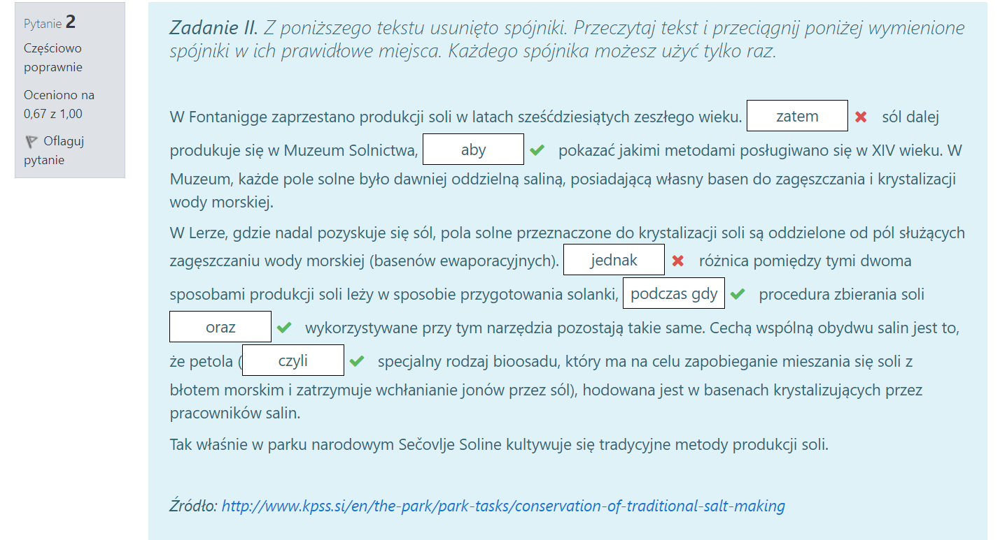 Pytanie 2
Częściowo
poprawnie
Oceniono na
0,67 z 1,00
Oflaguj
pytanie
Zadanie II. Z poniższego tekstu usunięto spójniki. Przeczytaj tekst i przeciągnij poniżej wymienione
spójniki w ich prawidłowe miejsca. Każdego spójnika możesz użyć tylko raz.
W Fontanigge zaprzestano produkcji soli w latach sześćdziesiątych zeszłego wieku. zatem sól dalej
produkuje się w Muzeum Solnictwa, aby pokazać jakimi metodami posługiwano się w XIV wieku. W
Muzeum, każde pole solne było dawniej oddzielną saliną, posiadającą własny basen do zagęszczania i krystalizacji
wody morskiej.
W Lerze, gdzie nadal pozyskuje się sól, pola solne przeznaczone do krystalizacji soli są oddzielone od pól służących
zagęszczaniu wody morskiej (basenów ewaporacyjnych). jednak różnica pomiędzy tymi dwoma
sposobami produkcji soli leży w sposobie przygotowania solanki, podczas gdy procedura zbierania soli
oraz wykorzystywane przy tym narzędzia pozostają takie same. Cechą wspólną obydwu salin jest to,
że petola (czyli specjalny rodzaj bioosadu, który ma na celu zapobieganie mieszania się soli z
błotem morskim i zatrzymuje wchłanianie jonów przez sól), hodowana jest w basenach krystalizujących przez
pracowników salin.
Tak właśnie w parku narodowym Sečovlje Soline kultywuje się tradycyjne metody produkcji soli.
Źródło: http://www.kpss.si/en/the-park/park-tasks/conservation-of-traditional-salt-making